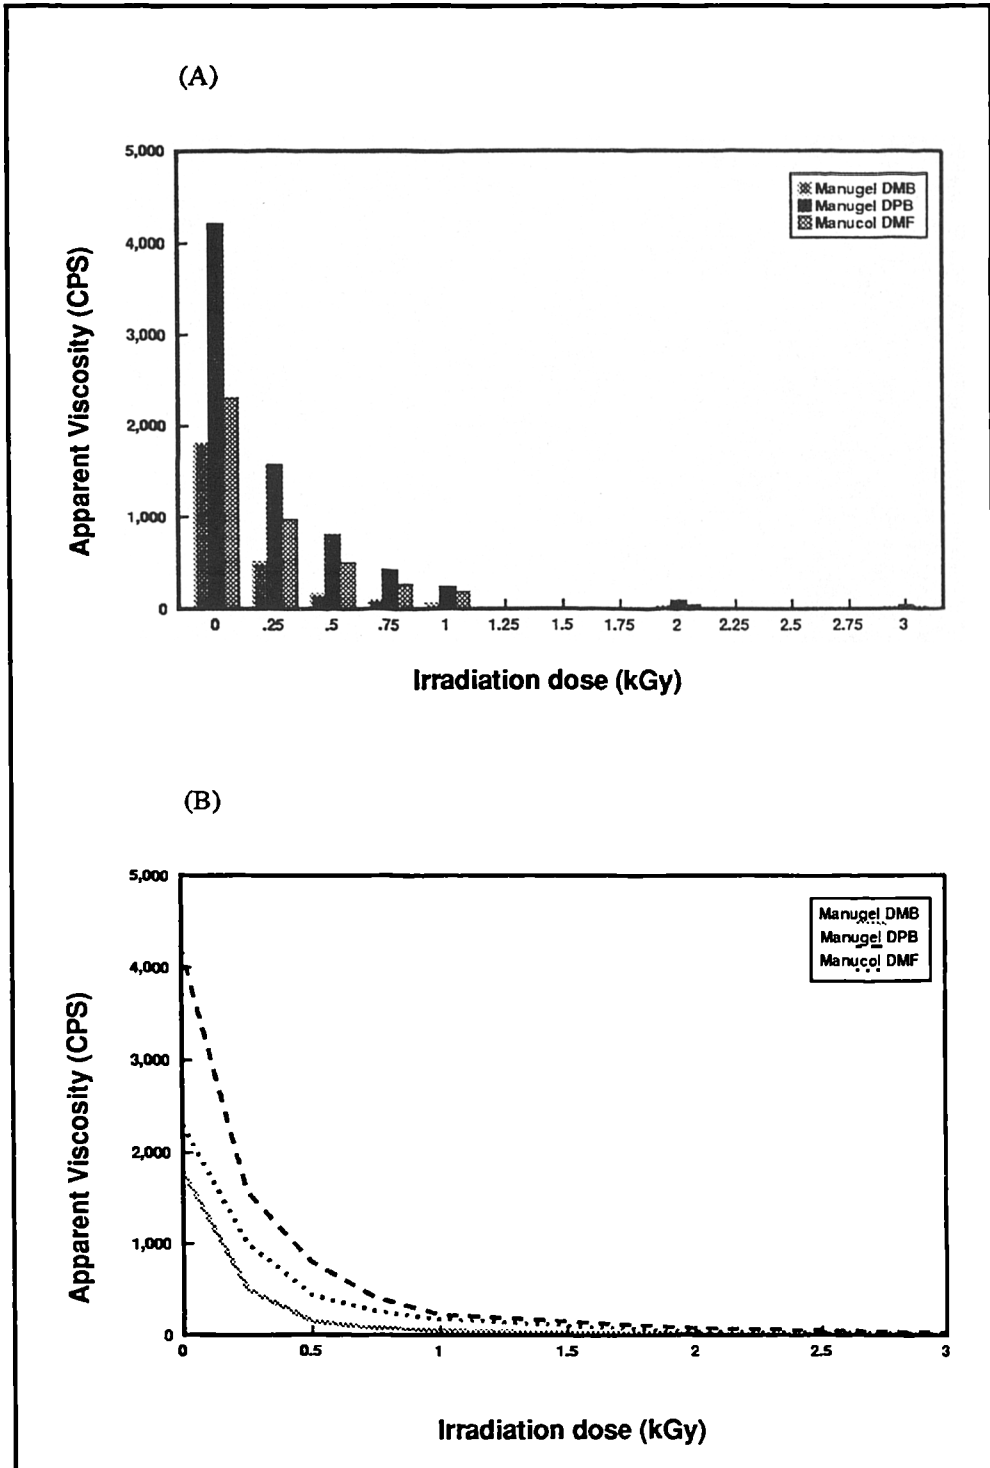 (A)
5,000
4,000
3,000
2,000
1,000
0
Apparent Viscosity (CPS)
Manugel DMB
Manugel DPB
Manucol DMF
0 .25 .5 .75 1 1.25 1.5 1.75 2 2.25 2.5 2.75 3
Irradiation dose (kGy)
(B)
5,000
4,000
3,000
2,000
1,000
0
Apparent Viscosity (CPS)
Manugel DMB
Manugel DPB
Manucol DMF
0 0.5 1 1.5 2 2.5 3
Irradiation dose (kGy)